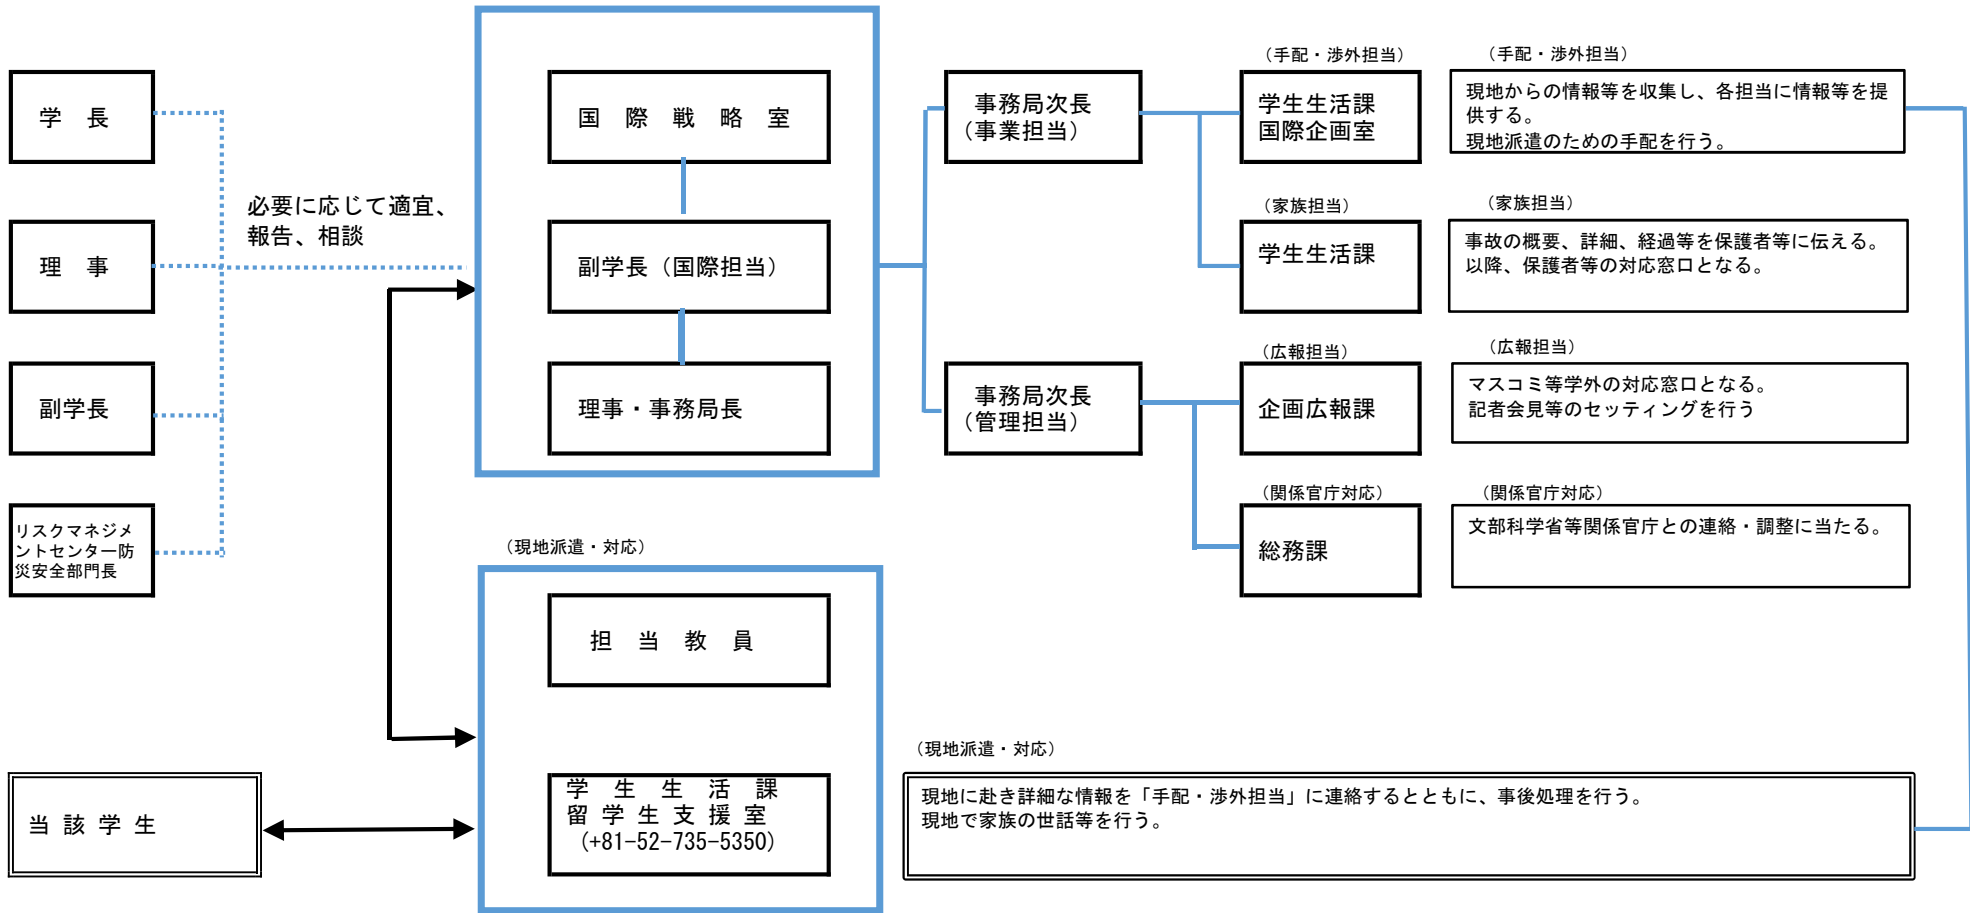 学　長
理　事
副学長
リスクマネジメ
ントセンター防
災安全部門長
当 該 学 生
必要に応じて適宜、
報告、相談
国　際　戦　略　室
副学長（国際担当）
理事・事務局長
（現地派遣・対応）
担　当　教　員
学　生　生　活　課
留 学 生 支 援 室
（+81-52-735-5350）
事務局次長
（事業担当）
事務局次長
（管理担当）
（手配・渉外担当）
学生生活課
国際企画室
（家族担当）
学生生活課
（広報担当）
企画広報課
（関係官庁対応）
総務課
（手配・渉外担当）
現地からの情報等を収集し、各担当に情報等を提
供する。
現地派遣のための手配を行う。
（家族担当）
事故の概要、詳細、経過等を保護者等に伝える。
以降、保護者等の対応窓口となる。
（広報担当）
マスコミ等学外の対応窓口となる。
記者会見等のセッティングを行う
（関係官庁対応）
文部科学省等関係官庁との連絡・調整に当たる。
（現地派遣・対応）
現地に赴き詳細な情報を「手配・渉外担当」に連絡するとともに、事後処理を行う。
現地で家族の世話等を行う。